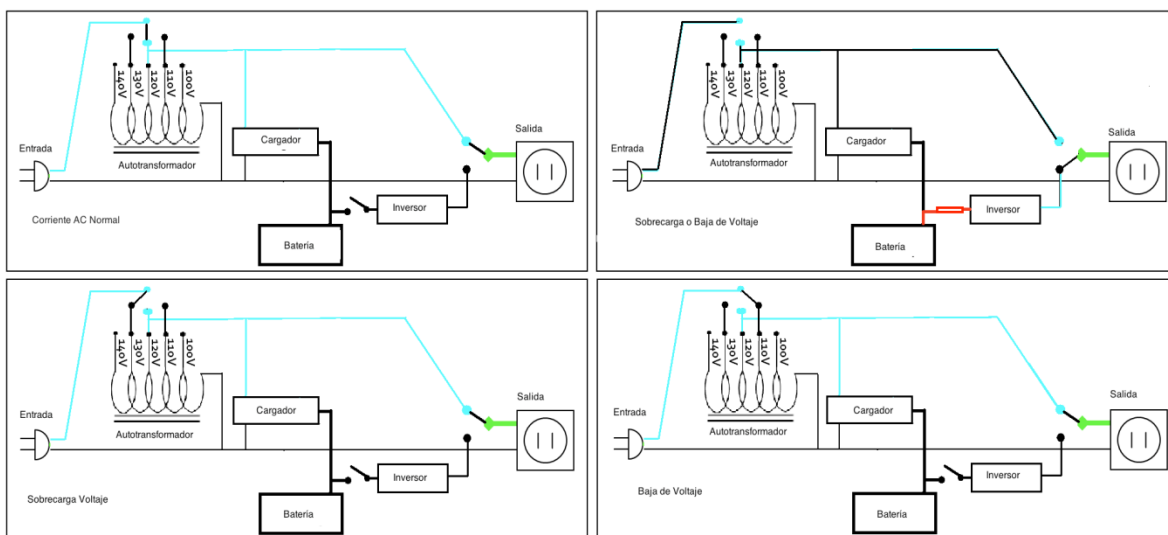 140V
130V
120V
110V
100V
Cargador
Salida
Entrada
Autotransformador
Corriente AC Normal
Inversor
Batería
140V
130V
120V
110V
100V
Cargador
Salida
Entrada
Autotransformador
Sobrecarga o Baja de Voltaje
Inversor
Batería
140V
130V
120V
110V
100V
Cargador
Salida
Entrada
Autotransformador
Sobrecarga Voltaje
Inversor
Batería
140V
130V
120V
110V
100V
Cargador
Salida
Entrada
Autotransformador
Baja de Voltaje
Inversor
Batería